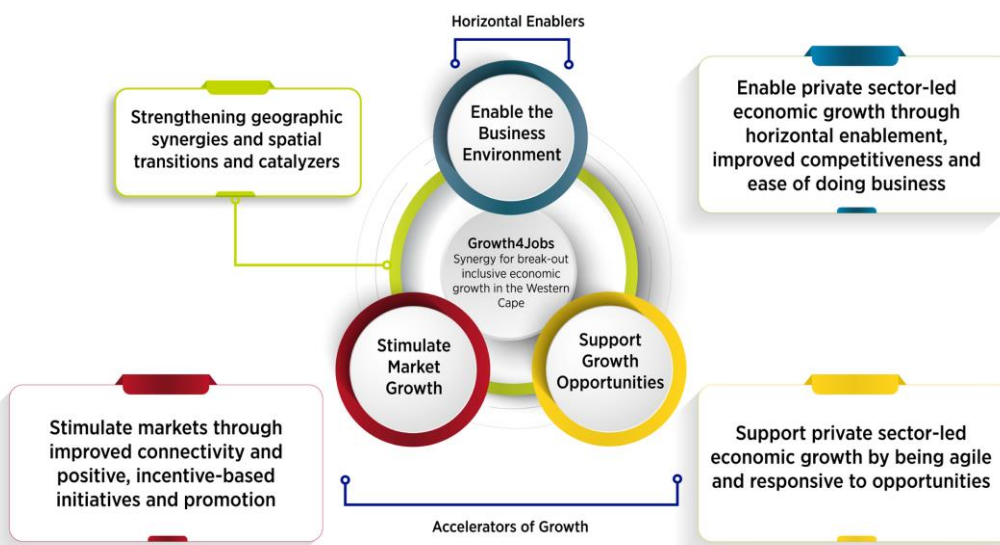 Horizontal Enablers
Strengthening geographic
synergies and spatial
transitions and catalyzers
Enable the
Business
Environment
Enable private sector-led
economic growth through
horizontal enablement,
improved competitiveness and
ease of doing business
Growth4Jobs
Synergy for break-out
inclusive economic
growth in the Western
Cape
Stimulate
Market
Growth
Support
Growth
Opportunities
Stimulate markets through
improved connectivity and
positive, incentive-based
initiatives and promotion
Support private sector-led
economic growth by being agile
and responsive to opportunities
Accelerators of Growth